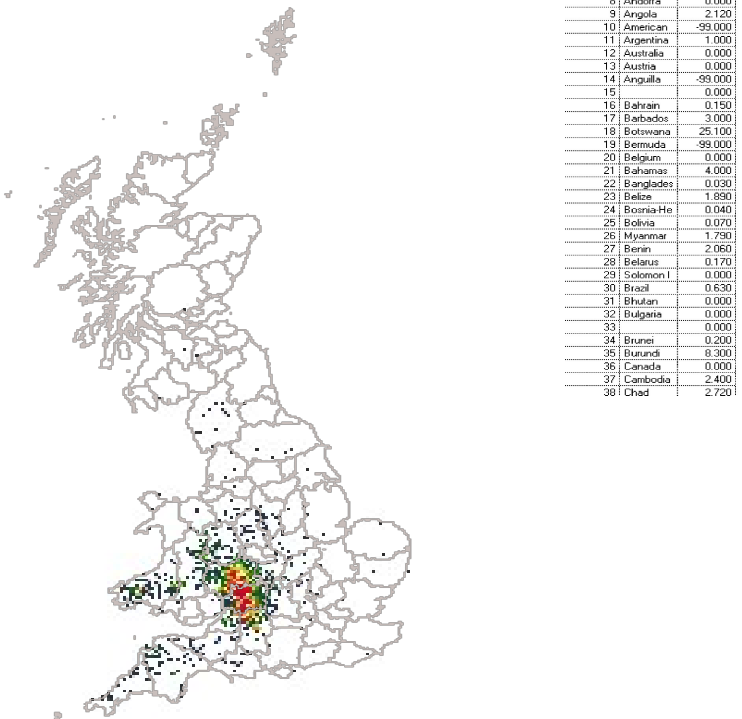 8 Andorra 0.000
9 Angola 2.120
10 American -99.000
11 Argentina 1.000
12 Australia 0.000
13 Austria 0.000
14 Anguilla -99.000
15 0.000
16 Bahrain 0.150
17 Barbados 3.000
18 Botswana 25.100
19 Bermuda -99.000
20 Belgium 0.000
21 Bahamas 4.000
22 Banglades 0.030
23 Belize 1.890
24 Bosnia-He 0.040
25 Bolivia 0.070
26 Myanmar 1.790
27 Benin 2.060
28 Belarus 0.170
29 Solomon I 0.000
30 Brazil 0.630
31 Bhutan 0.000
32 Bulgaria 0.000
33 0.000
34 Brunei 0.200
35 Burundi 8.300
36 Canada 0.000
37 Cambodia 2.400
38 Chad 2.720